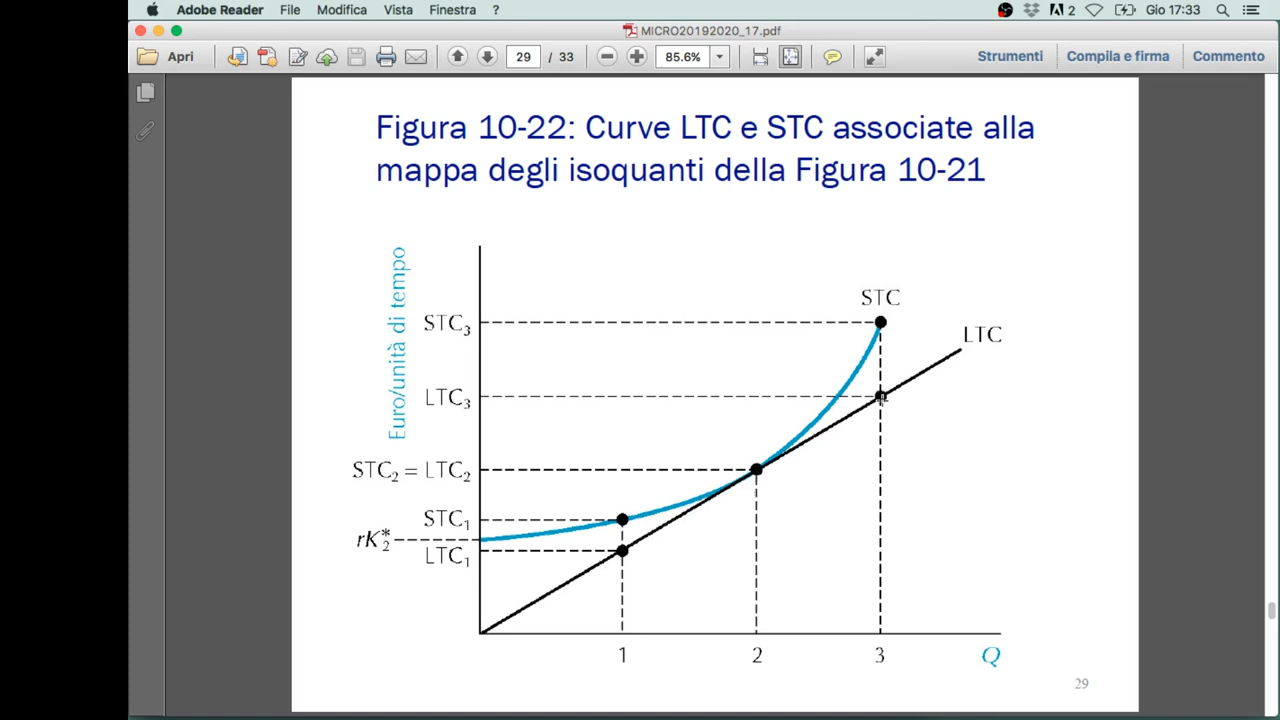 Adobe Reader File Modifica Vista Finestra ? 2 Gio 17:33
MICRO20192020_17.pdf
Apri 29 / 33 85.6% Strumenti Compila e firma Commento
Figura 10-22: Curve LTC e STC associate alla
mappa degli isoquanti della Figura 10-21
Euro/unità di tempo
STC
STC₃
LTC
LTC₃
STC₂ = LTC₂
STC₁
rK₂*
LTC₁
1 2 3 Q
29